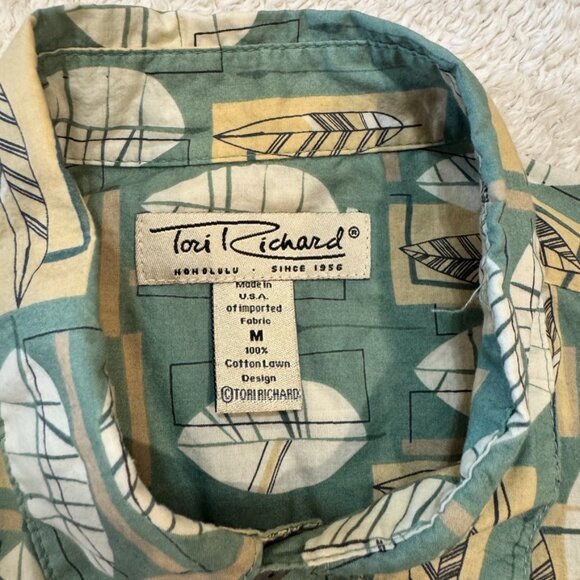 Tori Richard®
HONOLULU · SINCE 1956
Made in
U.S.A.
of imported
Fabric
M
100%
Cotton Lawn
Design
©TORI RICHARD